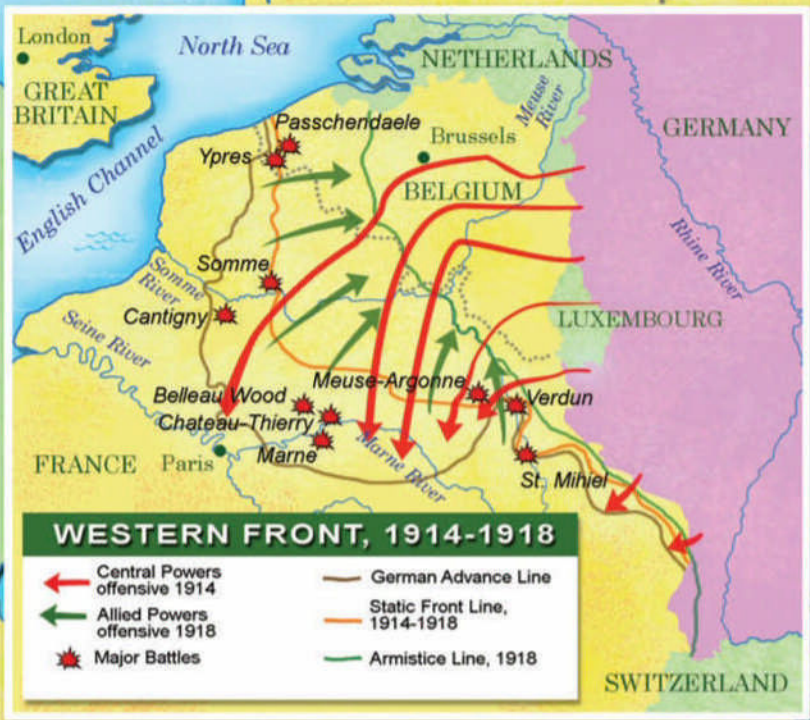 London
North Sea
NETHERLANDS
GREAT
BRITAIN
Meuse
River
GERMANY
Passchendaele
Ypres
Brussels
BELGIUM
English Channel
Rhine River
Somme
Somme
River
Cantigny
LUXEMBOURG
Seine River
Meuse-Argonne
Belleau Wood
Verdun
Chateau-Thierry
Marne
Marne River
FRANCE
Paris
St. Mihiel
WESTERN FRONT, 1914-1918
Central Powers
offensive 1914
Allied Powers
offensive 1918
Major Battles
German Advance Line
Static Front Line,
1914-1918
Armistice Line, 1918
SWITZERLAND